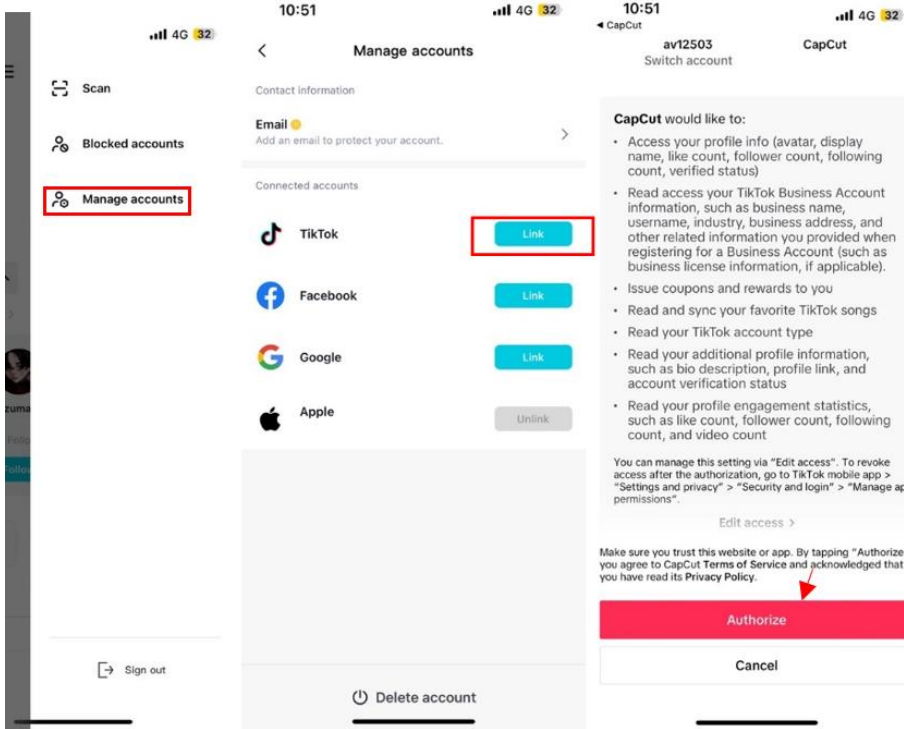 4G 32
Scan
Blocked accounts
Manage accounts
zuma
Follo
Follow
Sign out
10:51
4G 32
Manage accounts
Contact information
Email
Add an email to protect your account.
Connected accounts
TikTok
Link
Facebook
Link
Google
Link
Apple
Unlink
Delete account
10:51
4G 32
CapCut
av12503
CapCut
Switch account
CapCut would like to:
• Access your profile info (avatar, display
name, like count, follower count, following
count, verified status)
• Read access your TikTok Business Account
information, such as business name,
username, industry, business address, and
other related information you provided when
registering for a Business Account (such as
business license information, if applicable).
• Issue coupons and rewards to you
• Read and sync your favorite TikTok songs
• Read your TikTok account type
• Read your additional profile information,
such as bio description, profile link, and
account verification status
• Read your profile engagement statistics,
such as like count, follower count, following
count, and video count
You can manage this setting via "Edit access". To revoke
access after the authorization, go to TikTok mobile app >
"Settings and privacy" > "Security and login" > "Manage ap
permissions".
Edit access >
Make sure you trust this website or app. By tapping "Authorize
you agree to CapCut Terms of Service and acknowledged that
you have read its Privacy Policy.
Authorize
Cancel